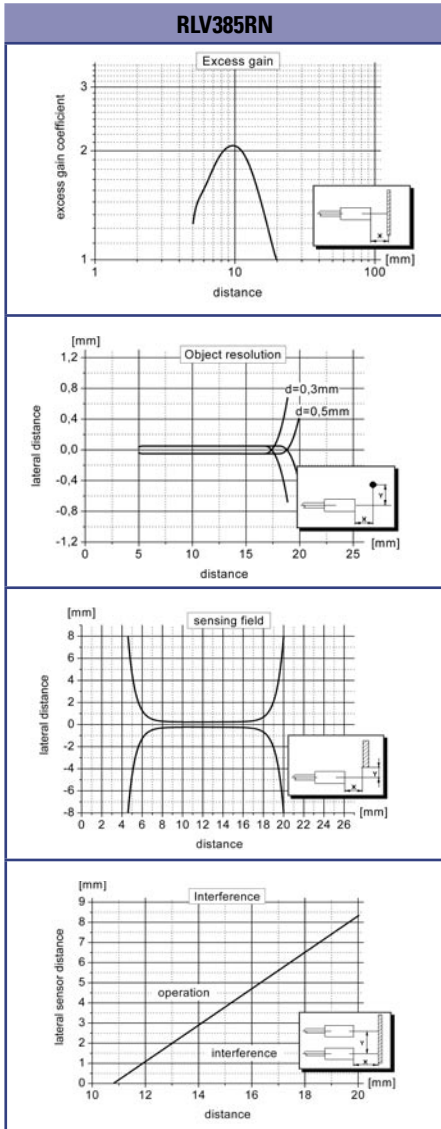 RLV385RN
Excess gain
excess gain coefficient
3
2
1
1
10
100
[mm]
X
distance
[mm]
Object resolution
1,2
0,8
0,4
0,0
-0,4
-0,8
-1,2
lateral distance
d=0,3mm
d=0,5mm
Y
X
0 5 10 15 20 25
[mm]
distance
[mm]
sensing field
8
6
4
2
0
-2
-4
-6
-8
lateral distance
Y
X
0 2 4 6 8 10 12 14 16 18 20 22 24 26
[mm]
distance
[mm]
Interference
9
8
7
6
5
4
3
2
1
0
lateral sensor distance
operation
interference
Y
X
10 12 14 16 18 20
[mm]
distance